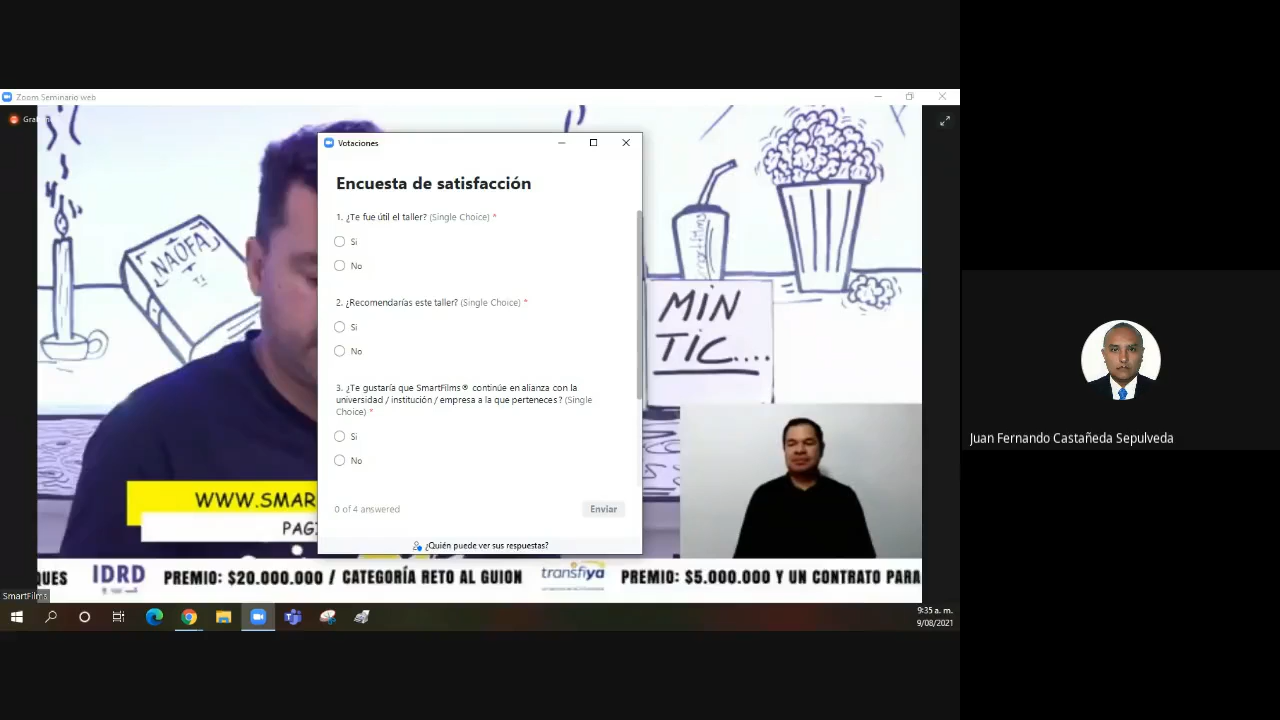 Zoom Seminario web
Votaciones
Encuesta de satisfacción
1. ¿Te fue útil el taller? (Single Choice) *
Si
No
2. ¿Recomendarías este taller? (Single Choice) *
Si
No
3. ¿Te gustaría que SmartFilms® continúe en alianza con la
universidad / institución / empresa a la que perteneces? (Single
Choice) *
Si
No
0 of 4 answered
Enviar
¿Quién puede ver sus respuestas?
MIN
TIC....
WWW.SMAR
PAGI
QUES IDRD PREMIO: $20.000.000 / CATEGORÍA RETO AL GUION transfiya PREMIO: $5.000.000 Y UN CONTRATO PARA
SmartFilms
9:35 a. m.
9/08/2021
Juan Fernando Castañeda Sepulveda